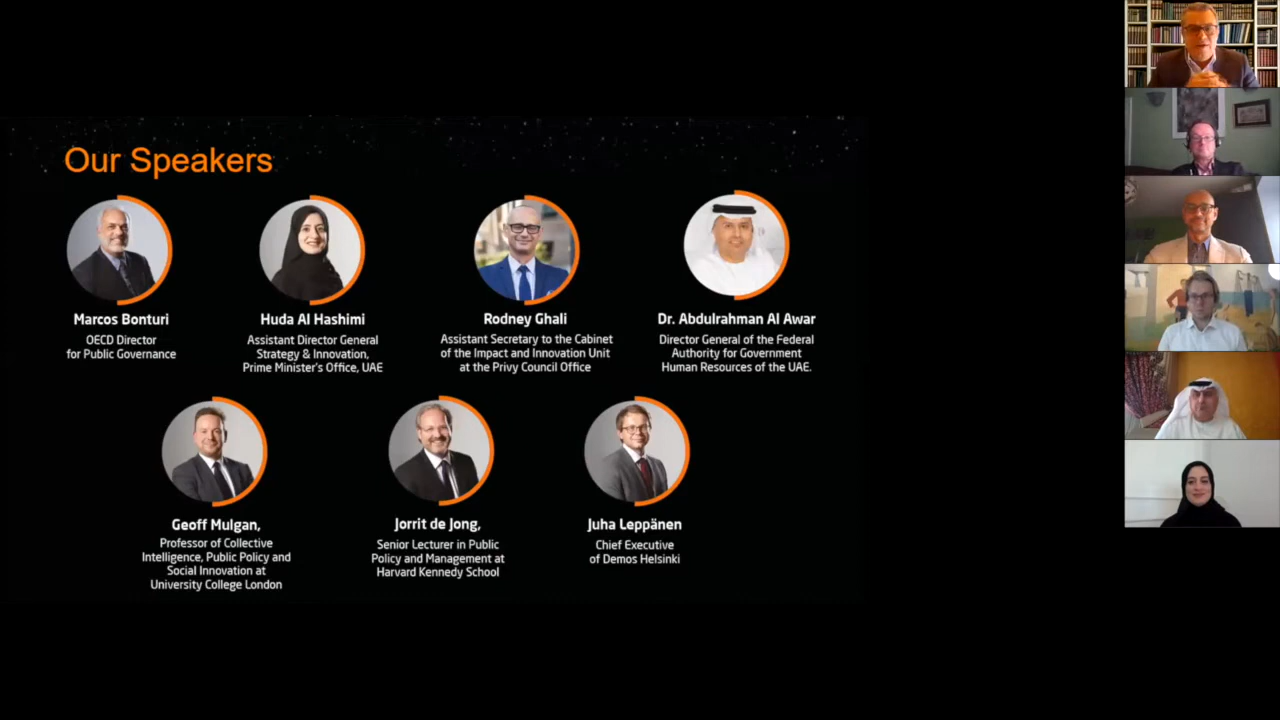 Our Speakers
Marcos Bonturi
OECD Director
for Public Governance
Huda Al Hashimi
Assistant Director General
Strategy & Innovation,
Prime Minister's Office, UAE
Rodney Ghali
Assistant Secretary to the Cabinet
of the Impact and Innovation Unit
at the Privy Council Office
Dr. Abdulrahman Al Awar
Director General of the Federal
Authority for Government
Human Resources of the UAE.
Geoff Mulgan,
Professor of Collective
Intelligence, Public Policy and
Social Innovation at
University College London
Jorrit de Jong,
Senior Lecturer in Public
Policy and Management at
Harvard Kennedy School
Juha Leppänen
Chief Executive
of Demos Helsinki